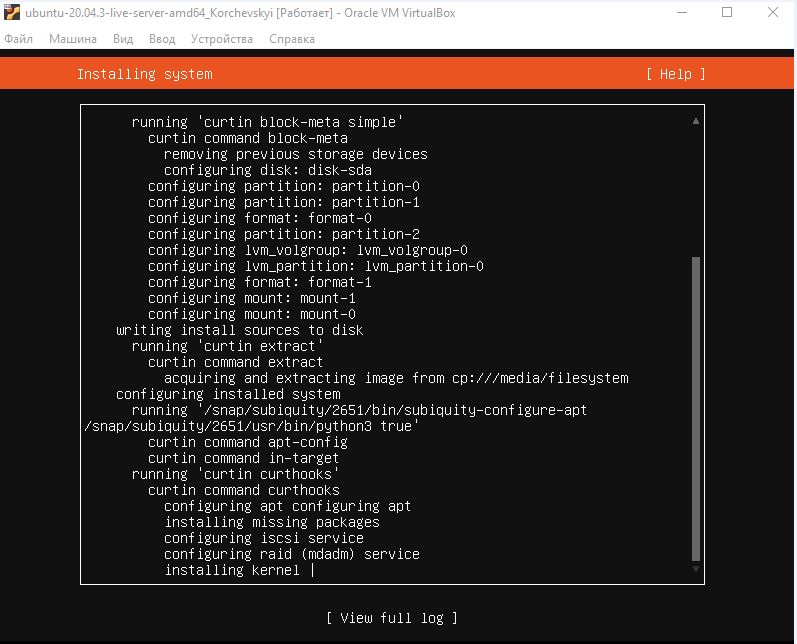 ubuntu-20.04.3-live-server-amd64_Korchevskyi [Работает] - Oracle VM VirtualBox
Файл Машина Вид Ввод Устройства Справка
Installing system [ Help ]
running 'curtin block-meta simple'
curtin command block-meta
removing previous storage devices
configuring disk: disk-sda
configuring partition: partition-0
configuring partition: partition-1
configuring format: format-0
configuring partition: partition-2
configuring lvm_volgroup: lvm_volgroup-0
configuring lvm_partition: lvm_partition-0
configuring format: format-1
configuring mount: mount-1
configuring mount: mount-0
writing install sources to disk
running 'curtin extract'
curtin command extract
acquiring and extracting image from cp:///media/filesystem
configuring installed system
running '/snap/subiquity/2651/bin/subiquity-configure-apt
/snap/subiquity/2651/usr/bin/python3 true'
curtin command apt-config
curtin command in-target
running 'curtin curthooks'
curtin command curthooks
configuring apt configuring apt
installing missing packages
configuring iscsi service
configuring raid (mdadm) service
installing kernel |
[ View full log ]